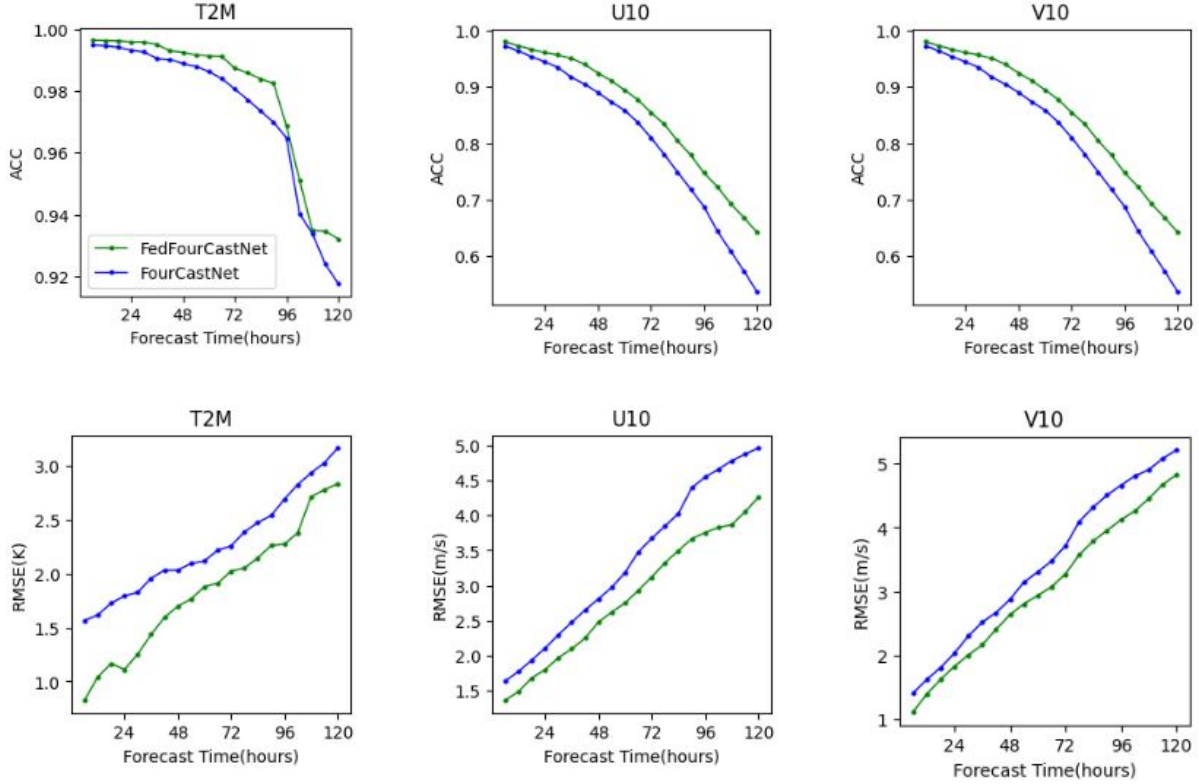 T2M
ACC
1.00
0.98
0.96
0.94
0.92
FedFourCastNet
FourCastNet
24 48 72 96 120
Forecast Time(hours)
U10
ACC
1.0
0.9
0.8
0.7
0.6
24 48 72 96 120
Forecast Time(hours)
V10
ACC
1.0
0.9
0.8
0.7
0.6
24 48 72 96 120
Forecast Time(hours)
T2M
RMSE(K)
3.0
2.5
2.0
1.5
1.0
24 48 72 96 120
Forecast Time(hours)
U10
RMSE(m/s)
5.0
4.5
4.0
3.5
3.0
2.5
2.0
1.5
24 48 72 96 120
Forecast Time(hours)
V10
RMSE(m/s)
5
4
3
2
1
24 48 72 96 120
Forecast Time(hours)